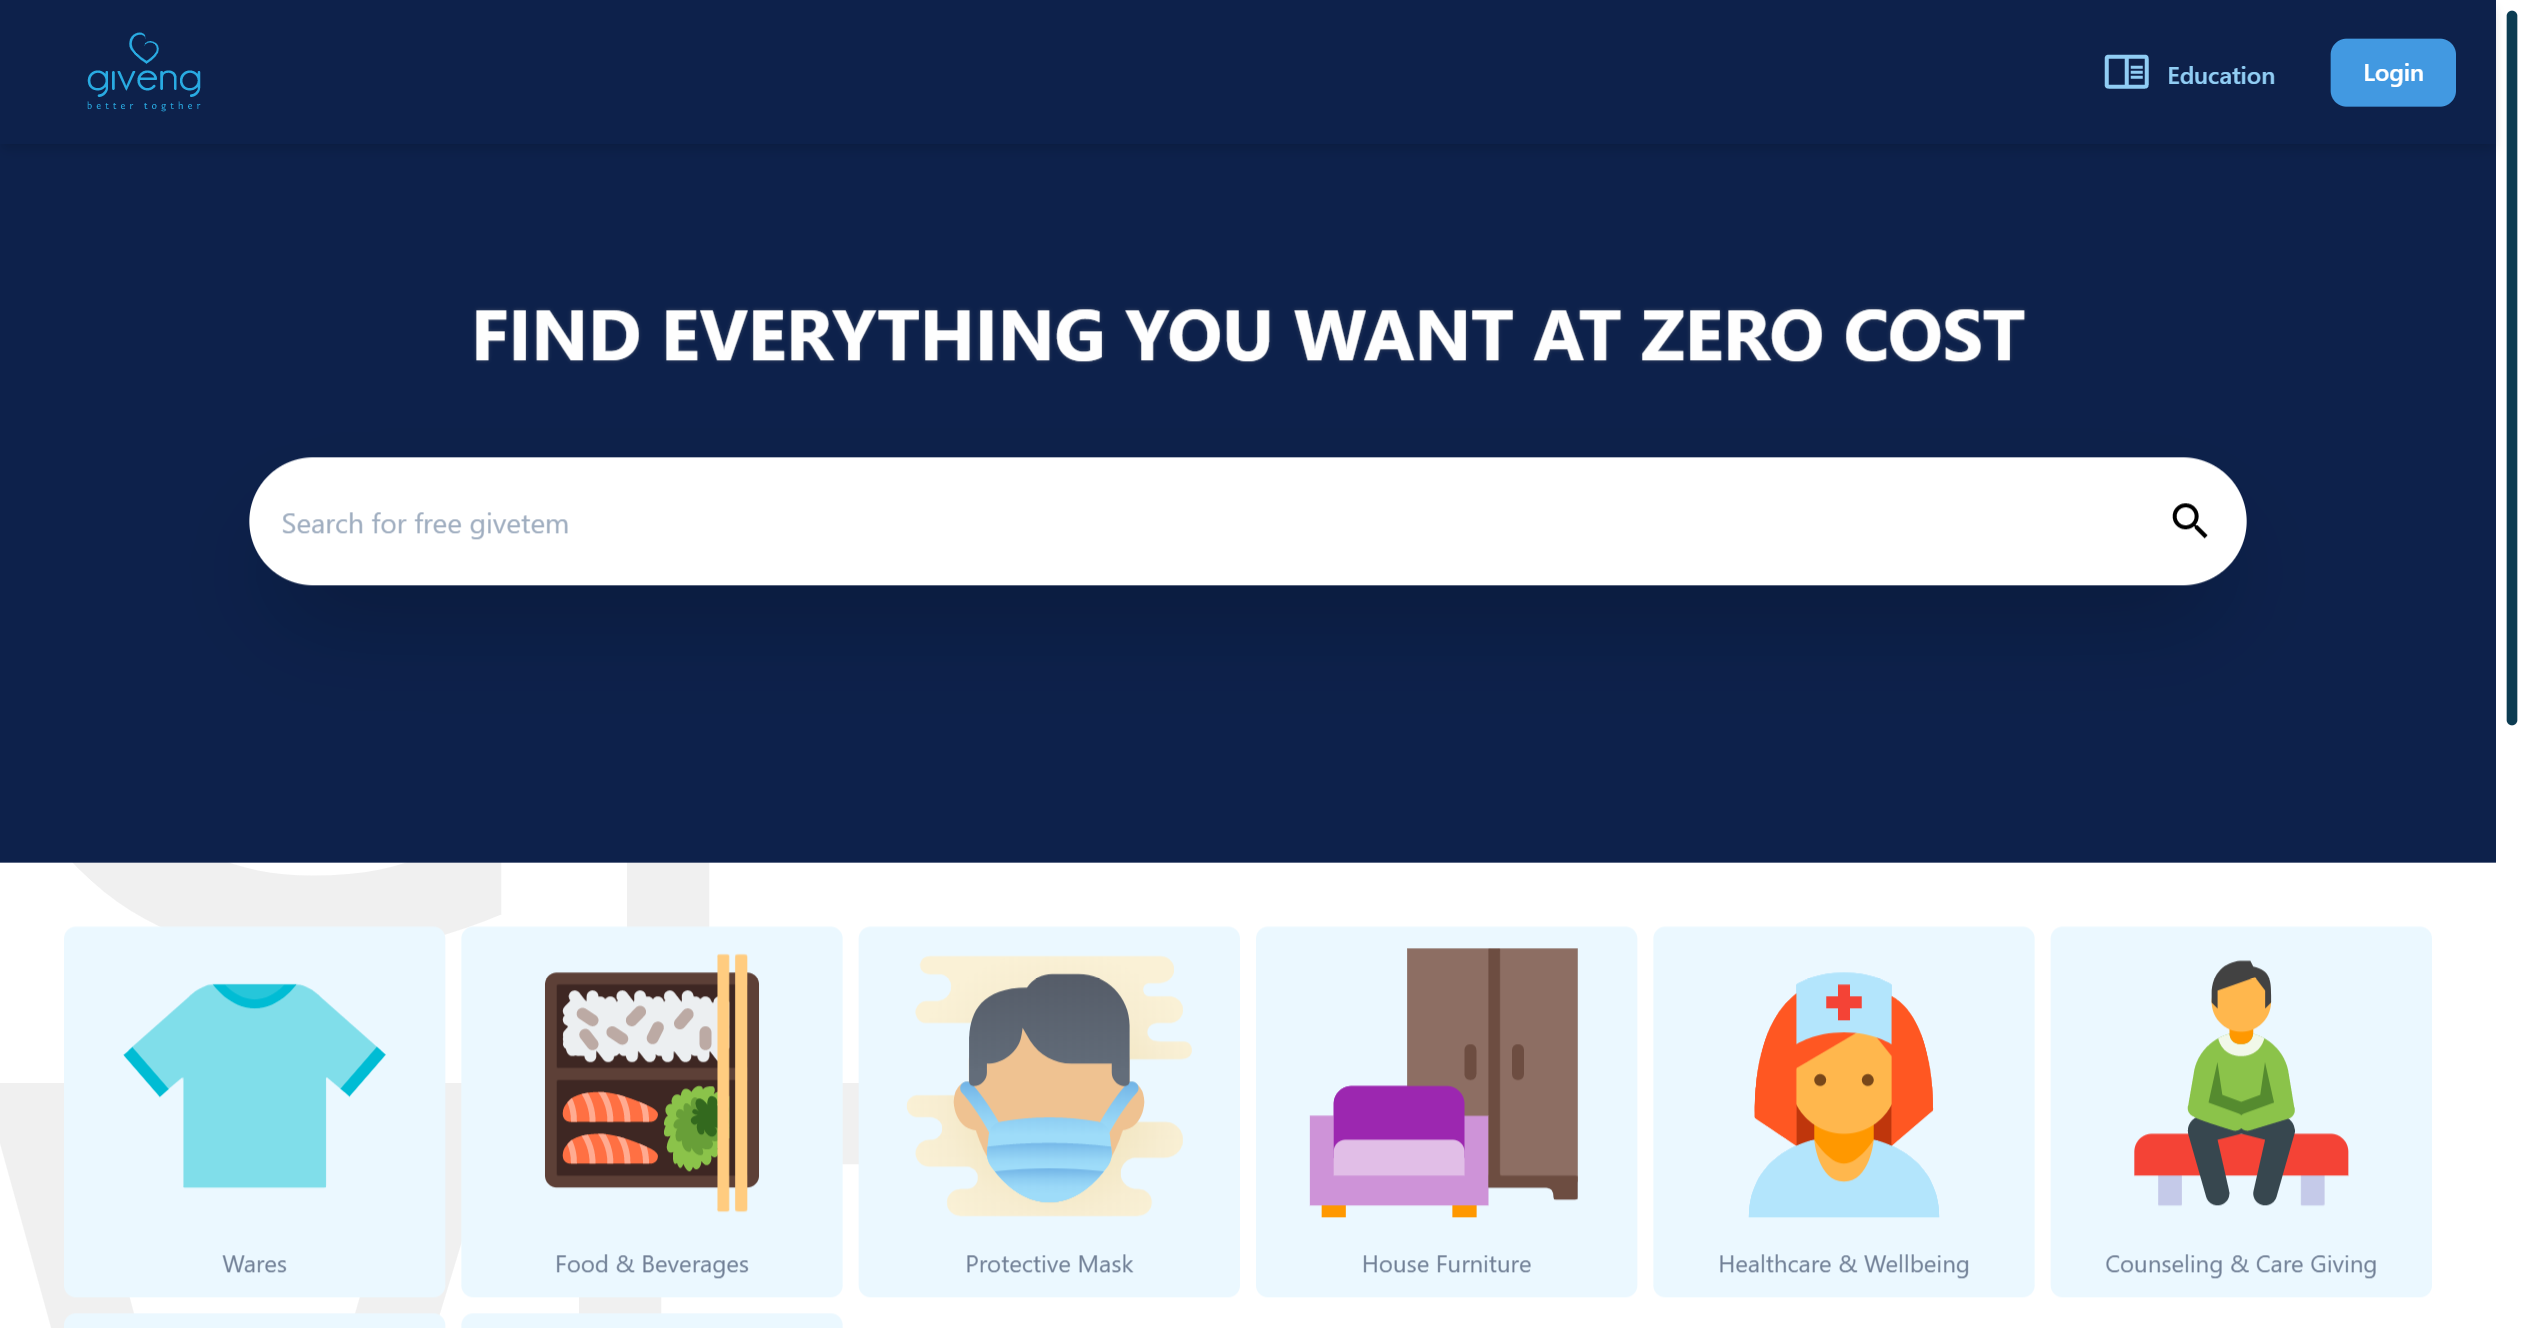 giveng
better togther
Education
Login
FIND EVERYTHING YOU WANT AT ZERO COST
Search for free givetem
Wares
Food & Beverages
Protective Mask
House Furniture
Healthcare & Wellbeing
Counseling & Care Giving